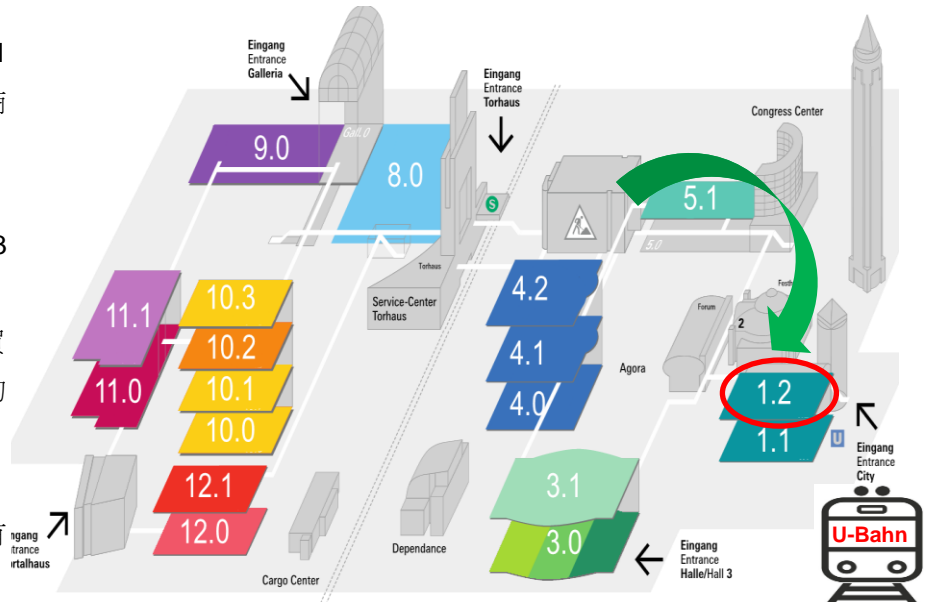 Eingang
Entrance
Galleria
Eingang
Entrance
Torhaus
Congress Center
9.0
Gall.0
8.0
S
5.1
5.0
B
11.1
11.0
10.3
10.2
10.1
10.0
Torhaus
Service-Center
Torhaus
4.2
4.1
4.0
Agora
Forum
Festh
2
1.2
1.1
U
Eingang
Entrance
City
12.1
12.0
ngang
trance
ortalhaus
Cargo Center
Dependance
3.1
3.0
Eingang
Entrance
Halle/Hall 3
U-Bahn